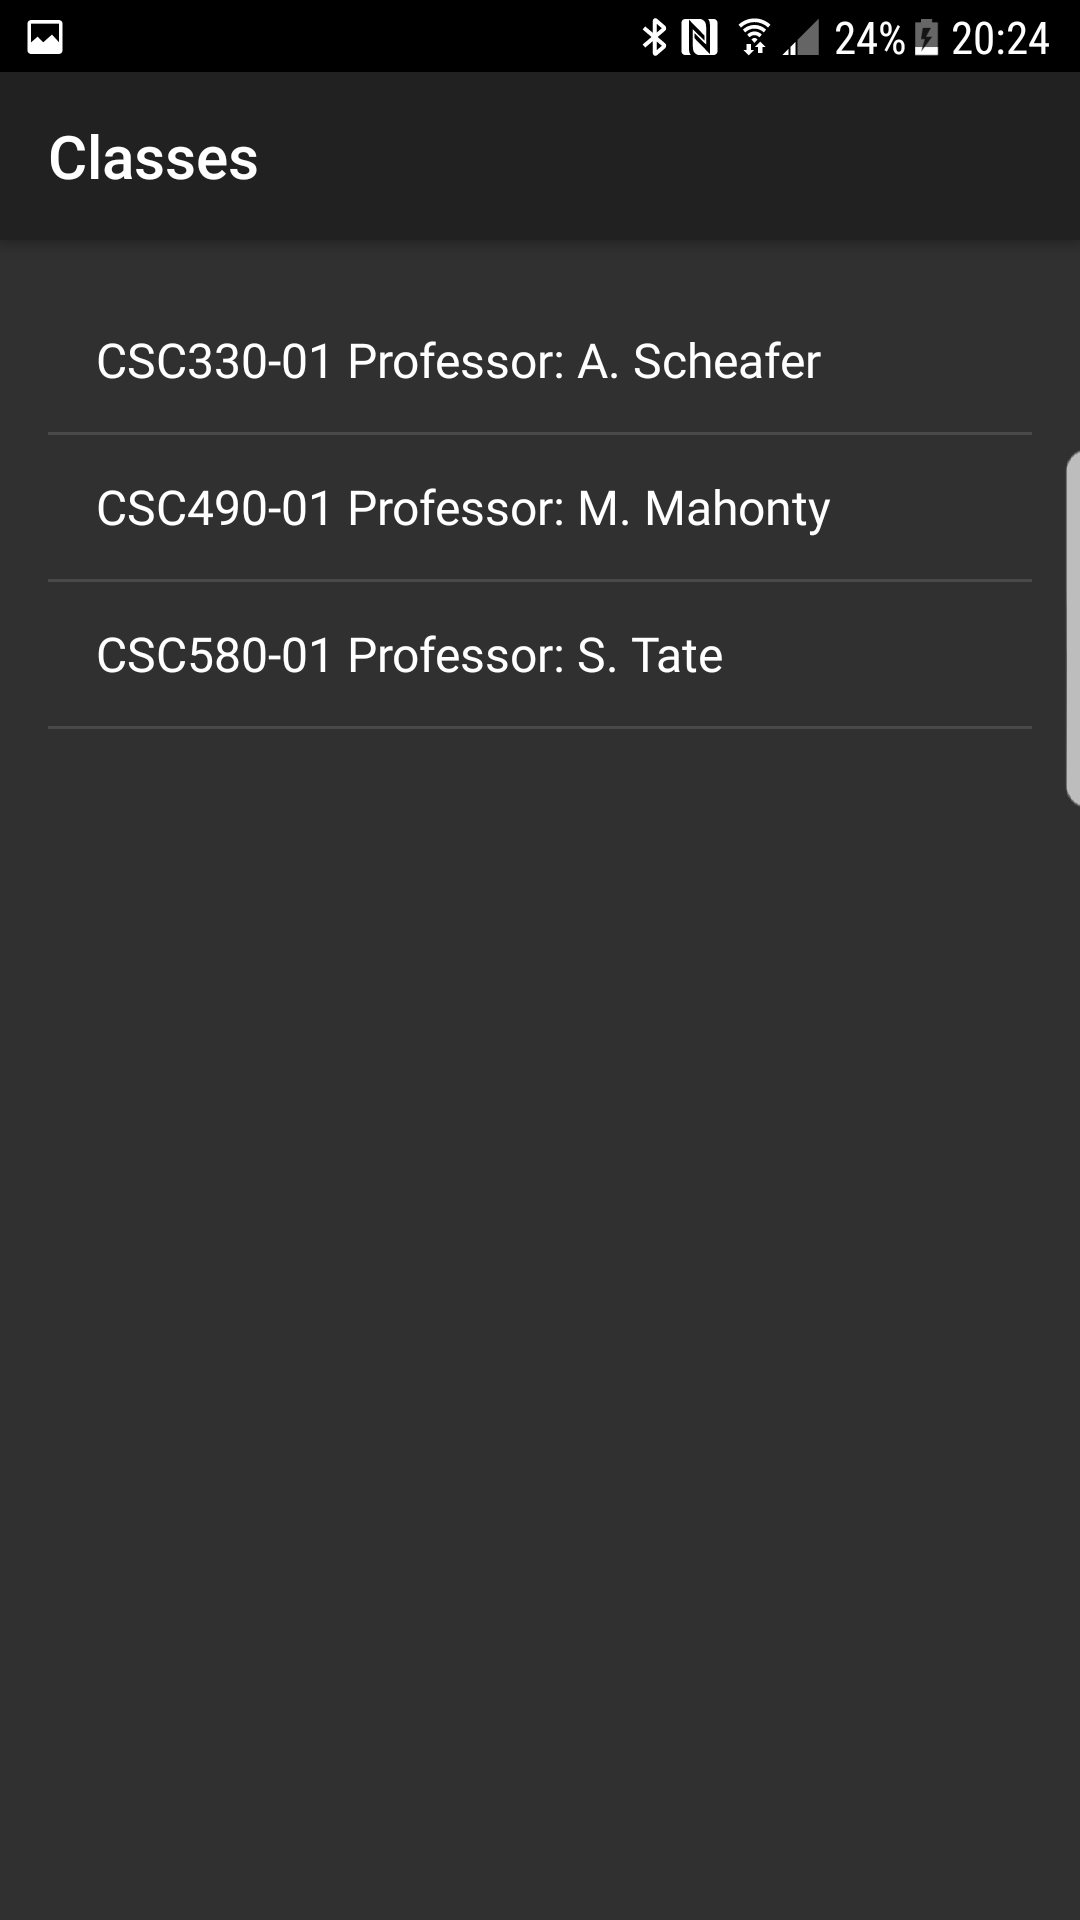 24% 20:24
Classes
CSC330-01 Professor: A. Scheafer
CSC490-01 Professor: M. Mahonty
CSC580-01 Professor: S. Tate